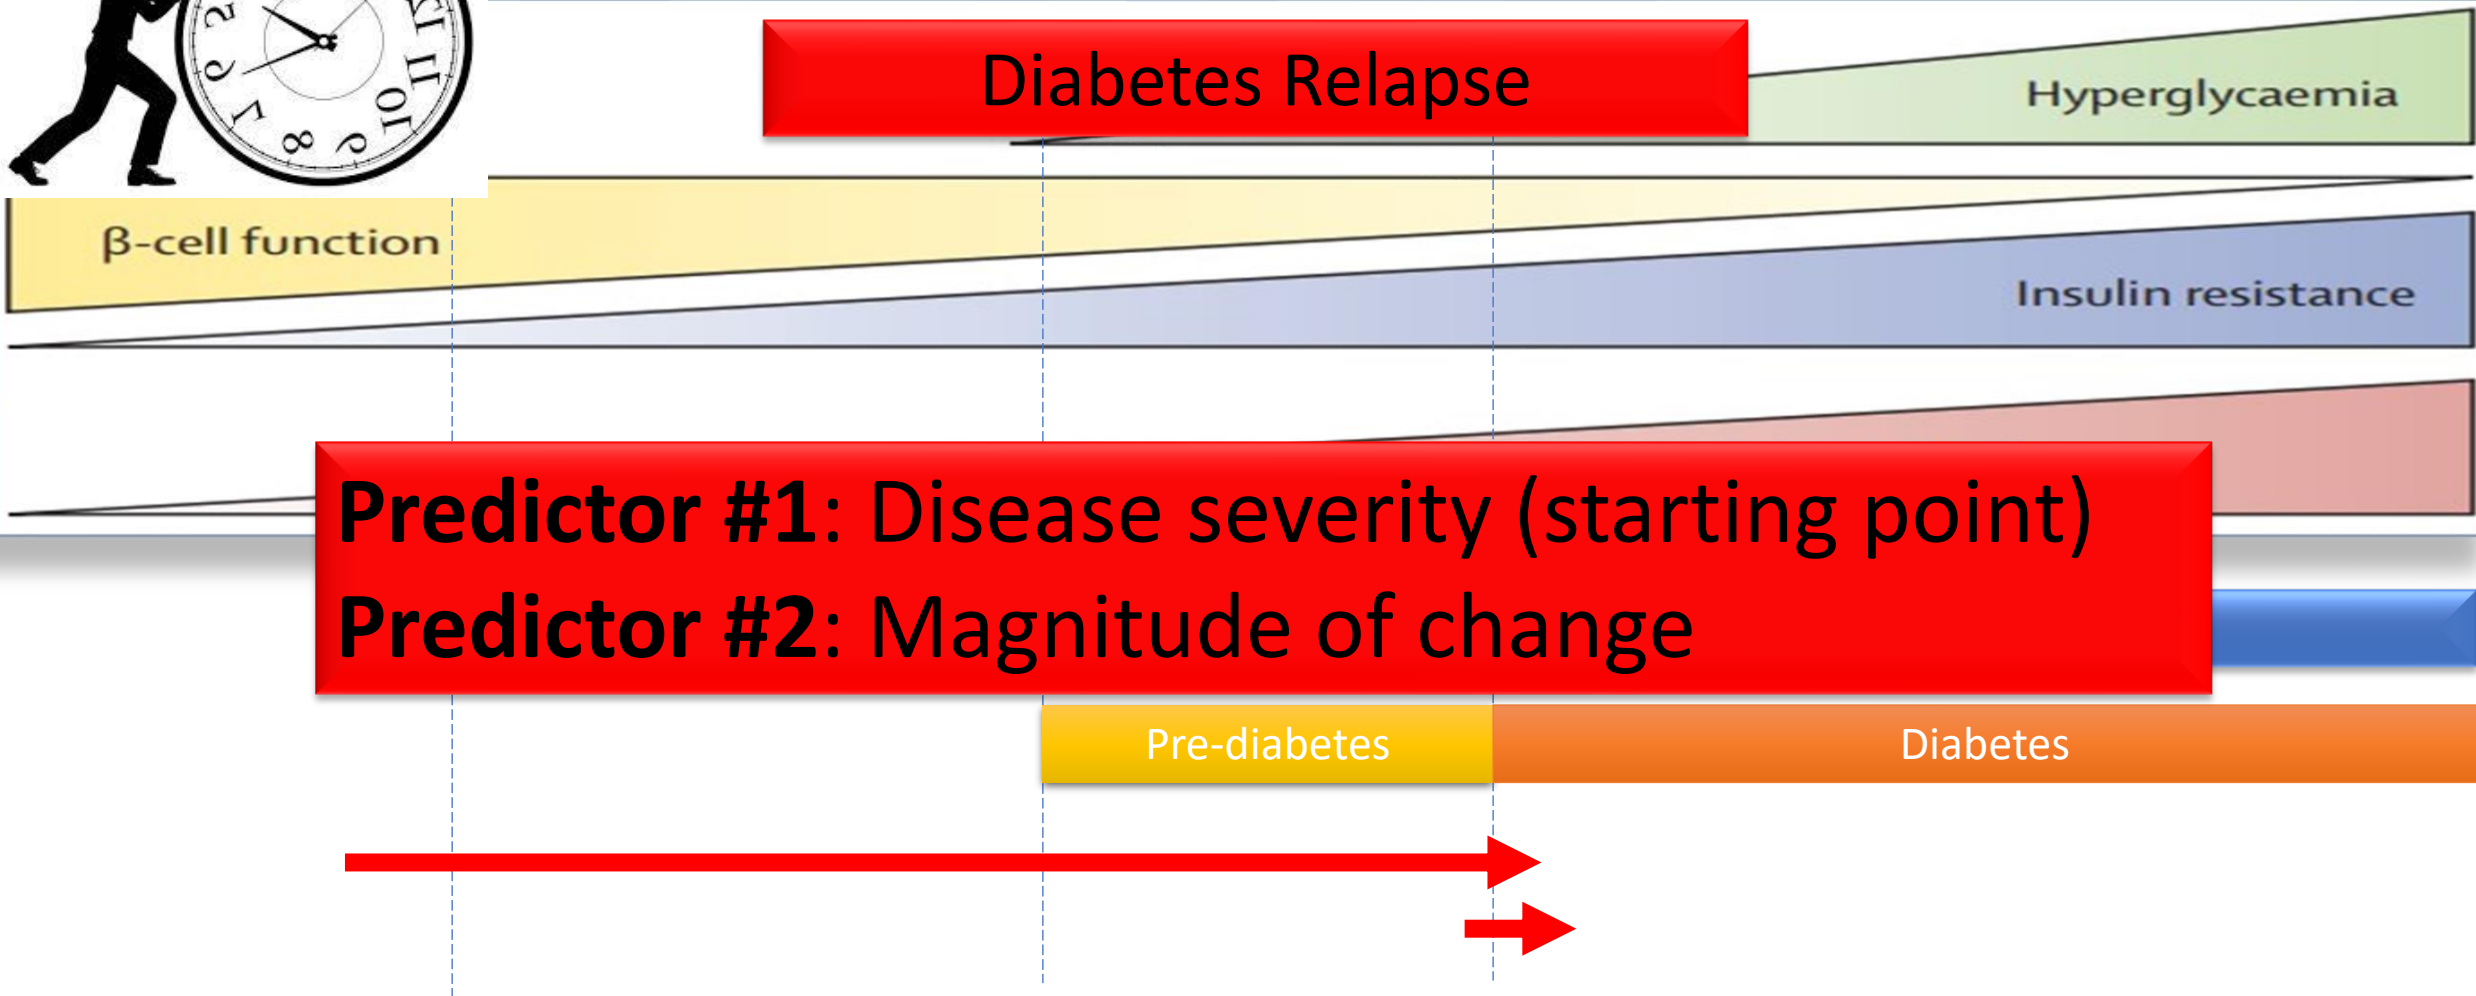 Diabetes Relapse
Hyperglycaemia
β-cell function
Insulin resistance
Predictor #1: Disease severity (starting point)
Predictor #2: Magnitude of change
Pre-diabetes
Diabetes